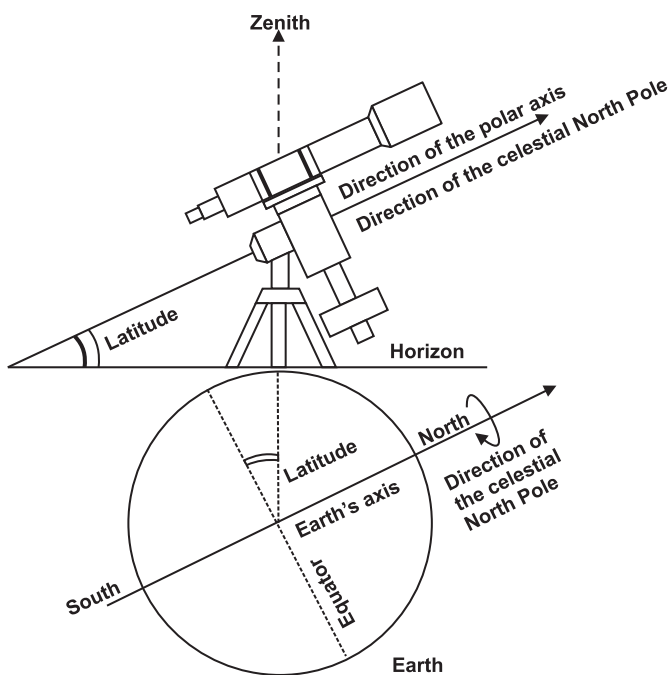 Zenith
Direction of the polar axis
Direction of the celestial North Pole
Latitude
Horizon
North
Latitude
Direction of
the celestial
North Pole
Earth's axis
South
Equator
Earth